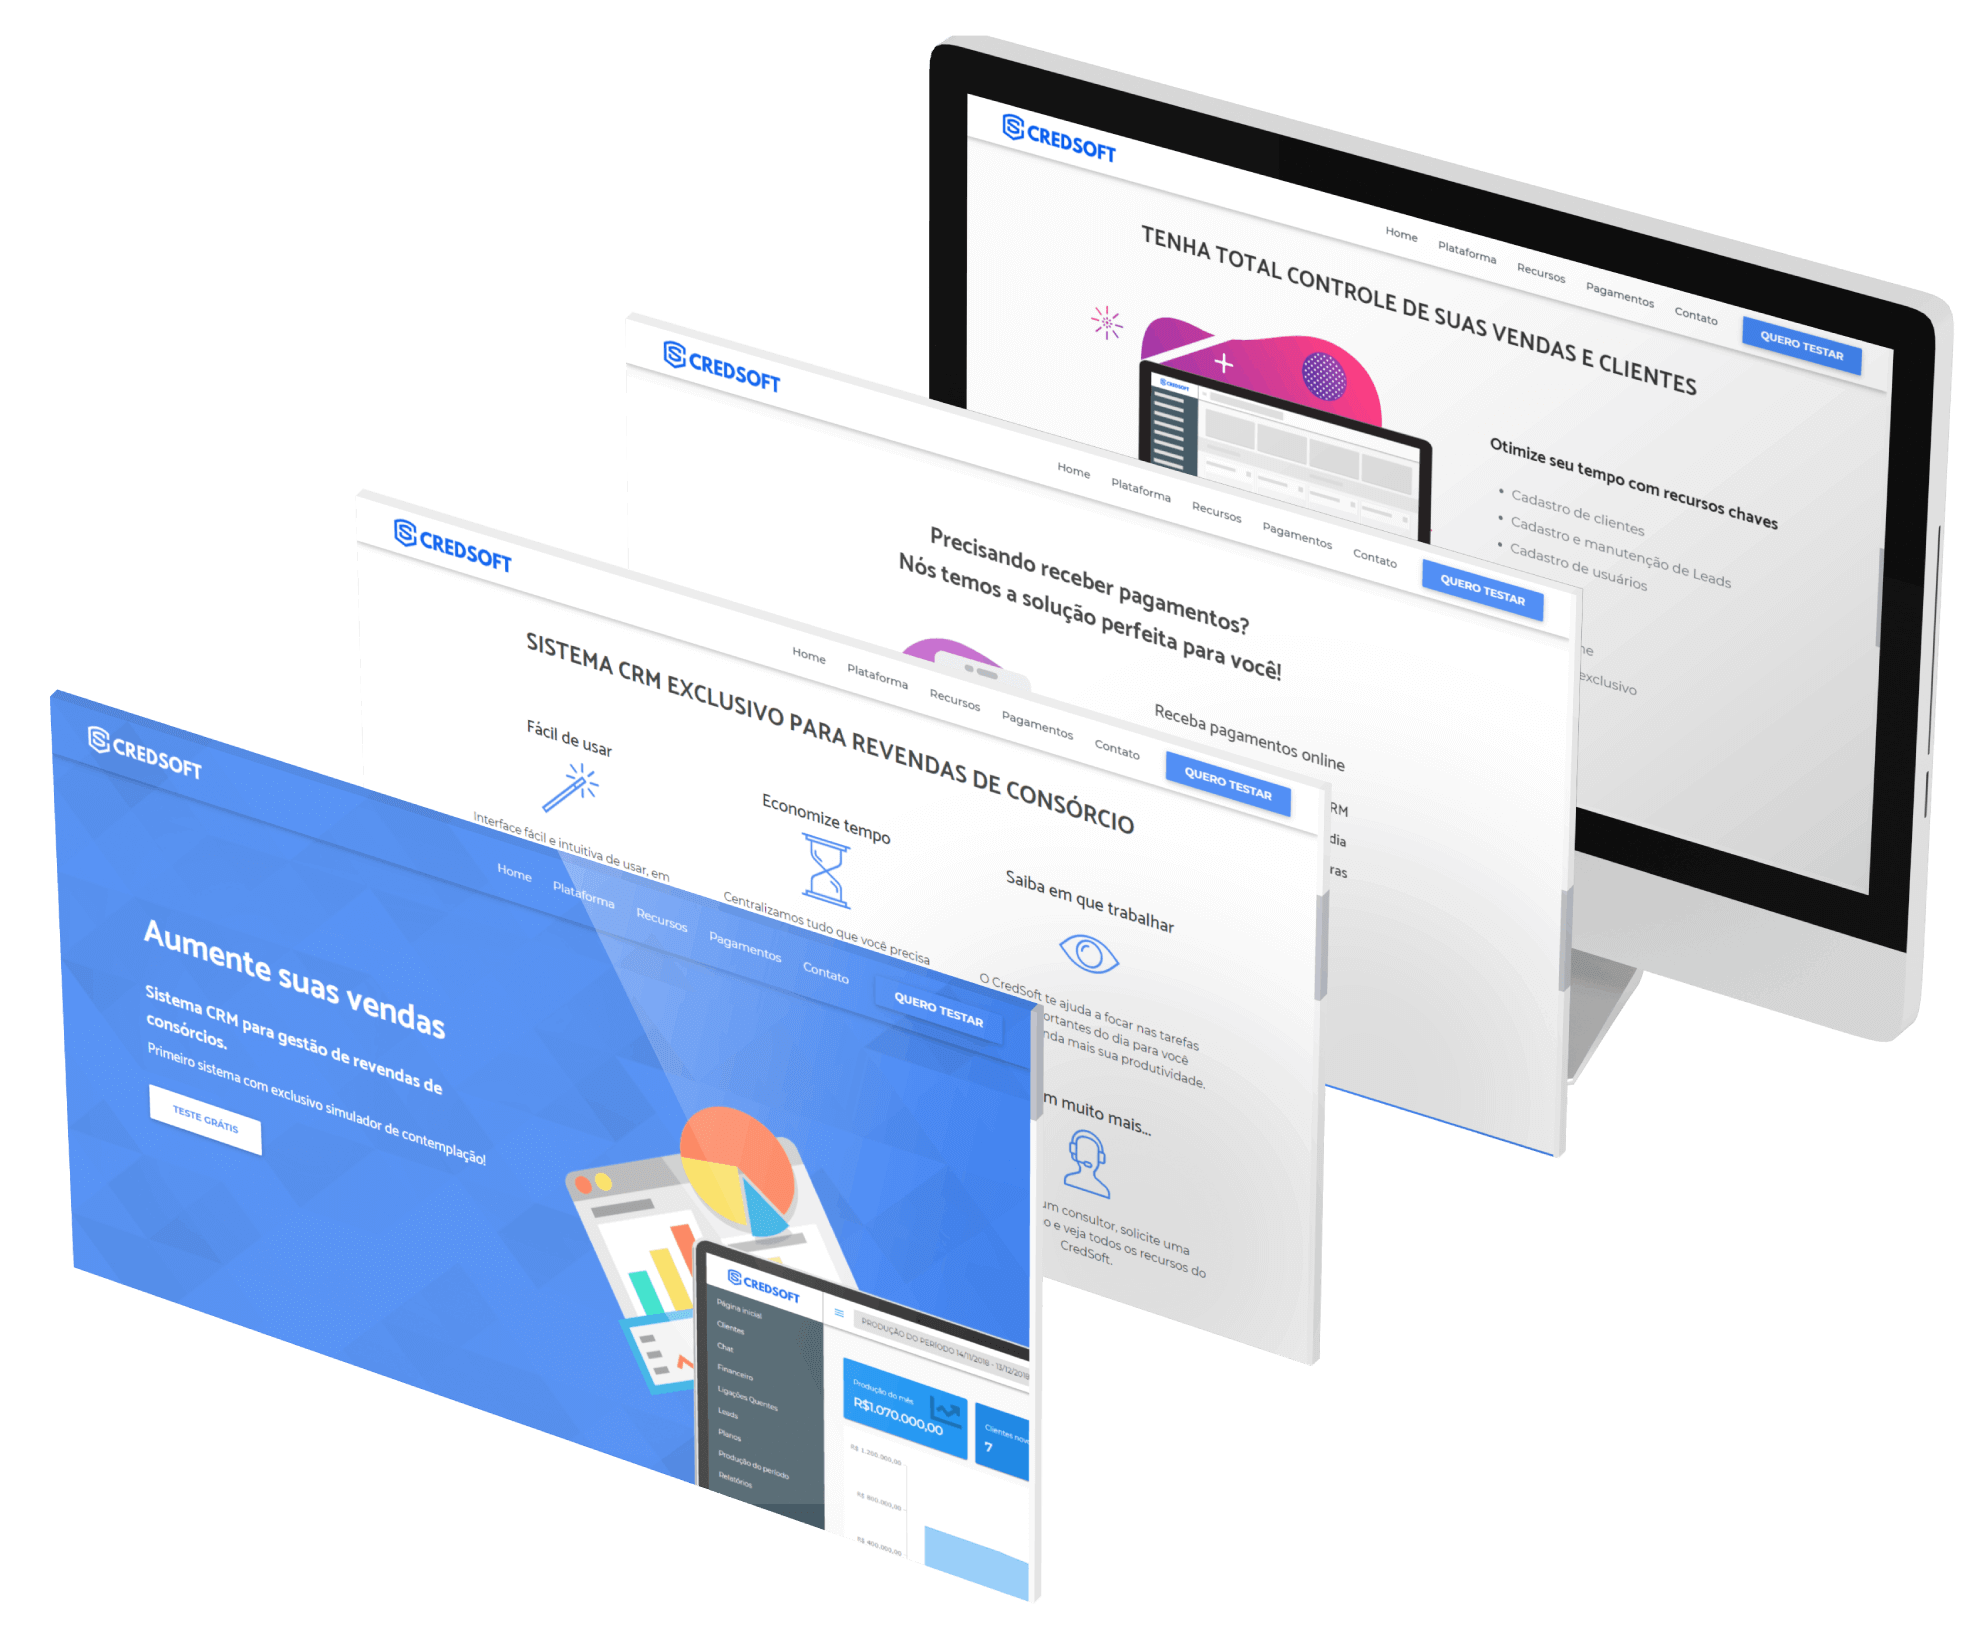 CREDSOFT
Home
Plataforma
Recursos
Pagamentos
Contato
QUERO TESTAR
TENHA TOTAL CONTROLE DE SUAS VENDAS E CLIENTES
CREDSOFT
Otimize seu tempo com recursos chaves
Cadastro de clientes
Cadastro e manutenção de Leads
Cadastro de usuários
exclusivo
CREDSOFT
Home
Plataforma
Recursos
Pagamentos
Contato
QUERO TESTAR
Precisando receber pagamentos?
Nós temos a solução perfeita para você!
Receba pagamentos online
CREDSOFT
Home
Plataforma
Recursos
Pagamentos
Contato
QUERO TESTAR
SISTEMA CRM EXCLUSIVO PARA REVENDAS DE CONSÓRCIO
Fácil de usar
Interface fácil e intuitiva de usar, em
Economize tempo
Centralizamos tudo que você precisa
Saiba em que trabalhar
O CredSoft te ajuda a focar nas tarefas
do dia para você
mais sua produtividade.
muito mais...
consultor, solicite uma
e veja todos os recursos do
CredSoft.
CREDSOFT
Home
Plataforma
Recursos
Pagamentos
Contato
QUERO TESTAR
Aumente suas vendas
Sistema CRM para gestão de revendas de
consórcios.
Primeiro sistema com exclusivo simulador de contemplação!
TESTE GRÁTIS
CREDSOFT
Página inicial
Clientes
Chat
Financeiro
Ligações Quentes
Leads
Planos
Produção do período
Relatórios
PRODUÇÃO DO PERÍODO 14/11/2018 - 13/12/2018
Produção do mês
R$1.070.000,00
Clientes
7
R$ 1.200.000,00
R$ 800.000,00
R$ 400.000,00